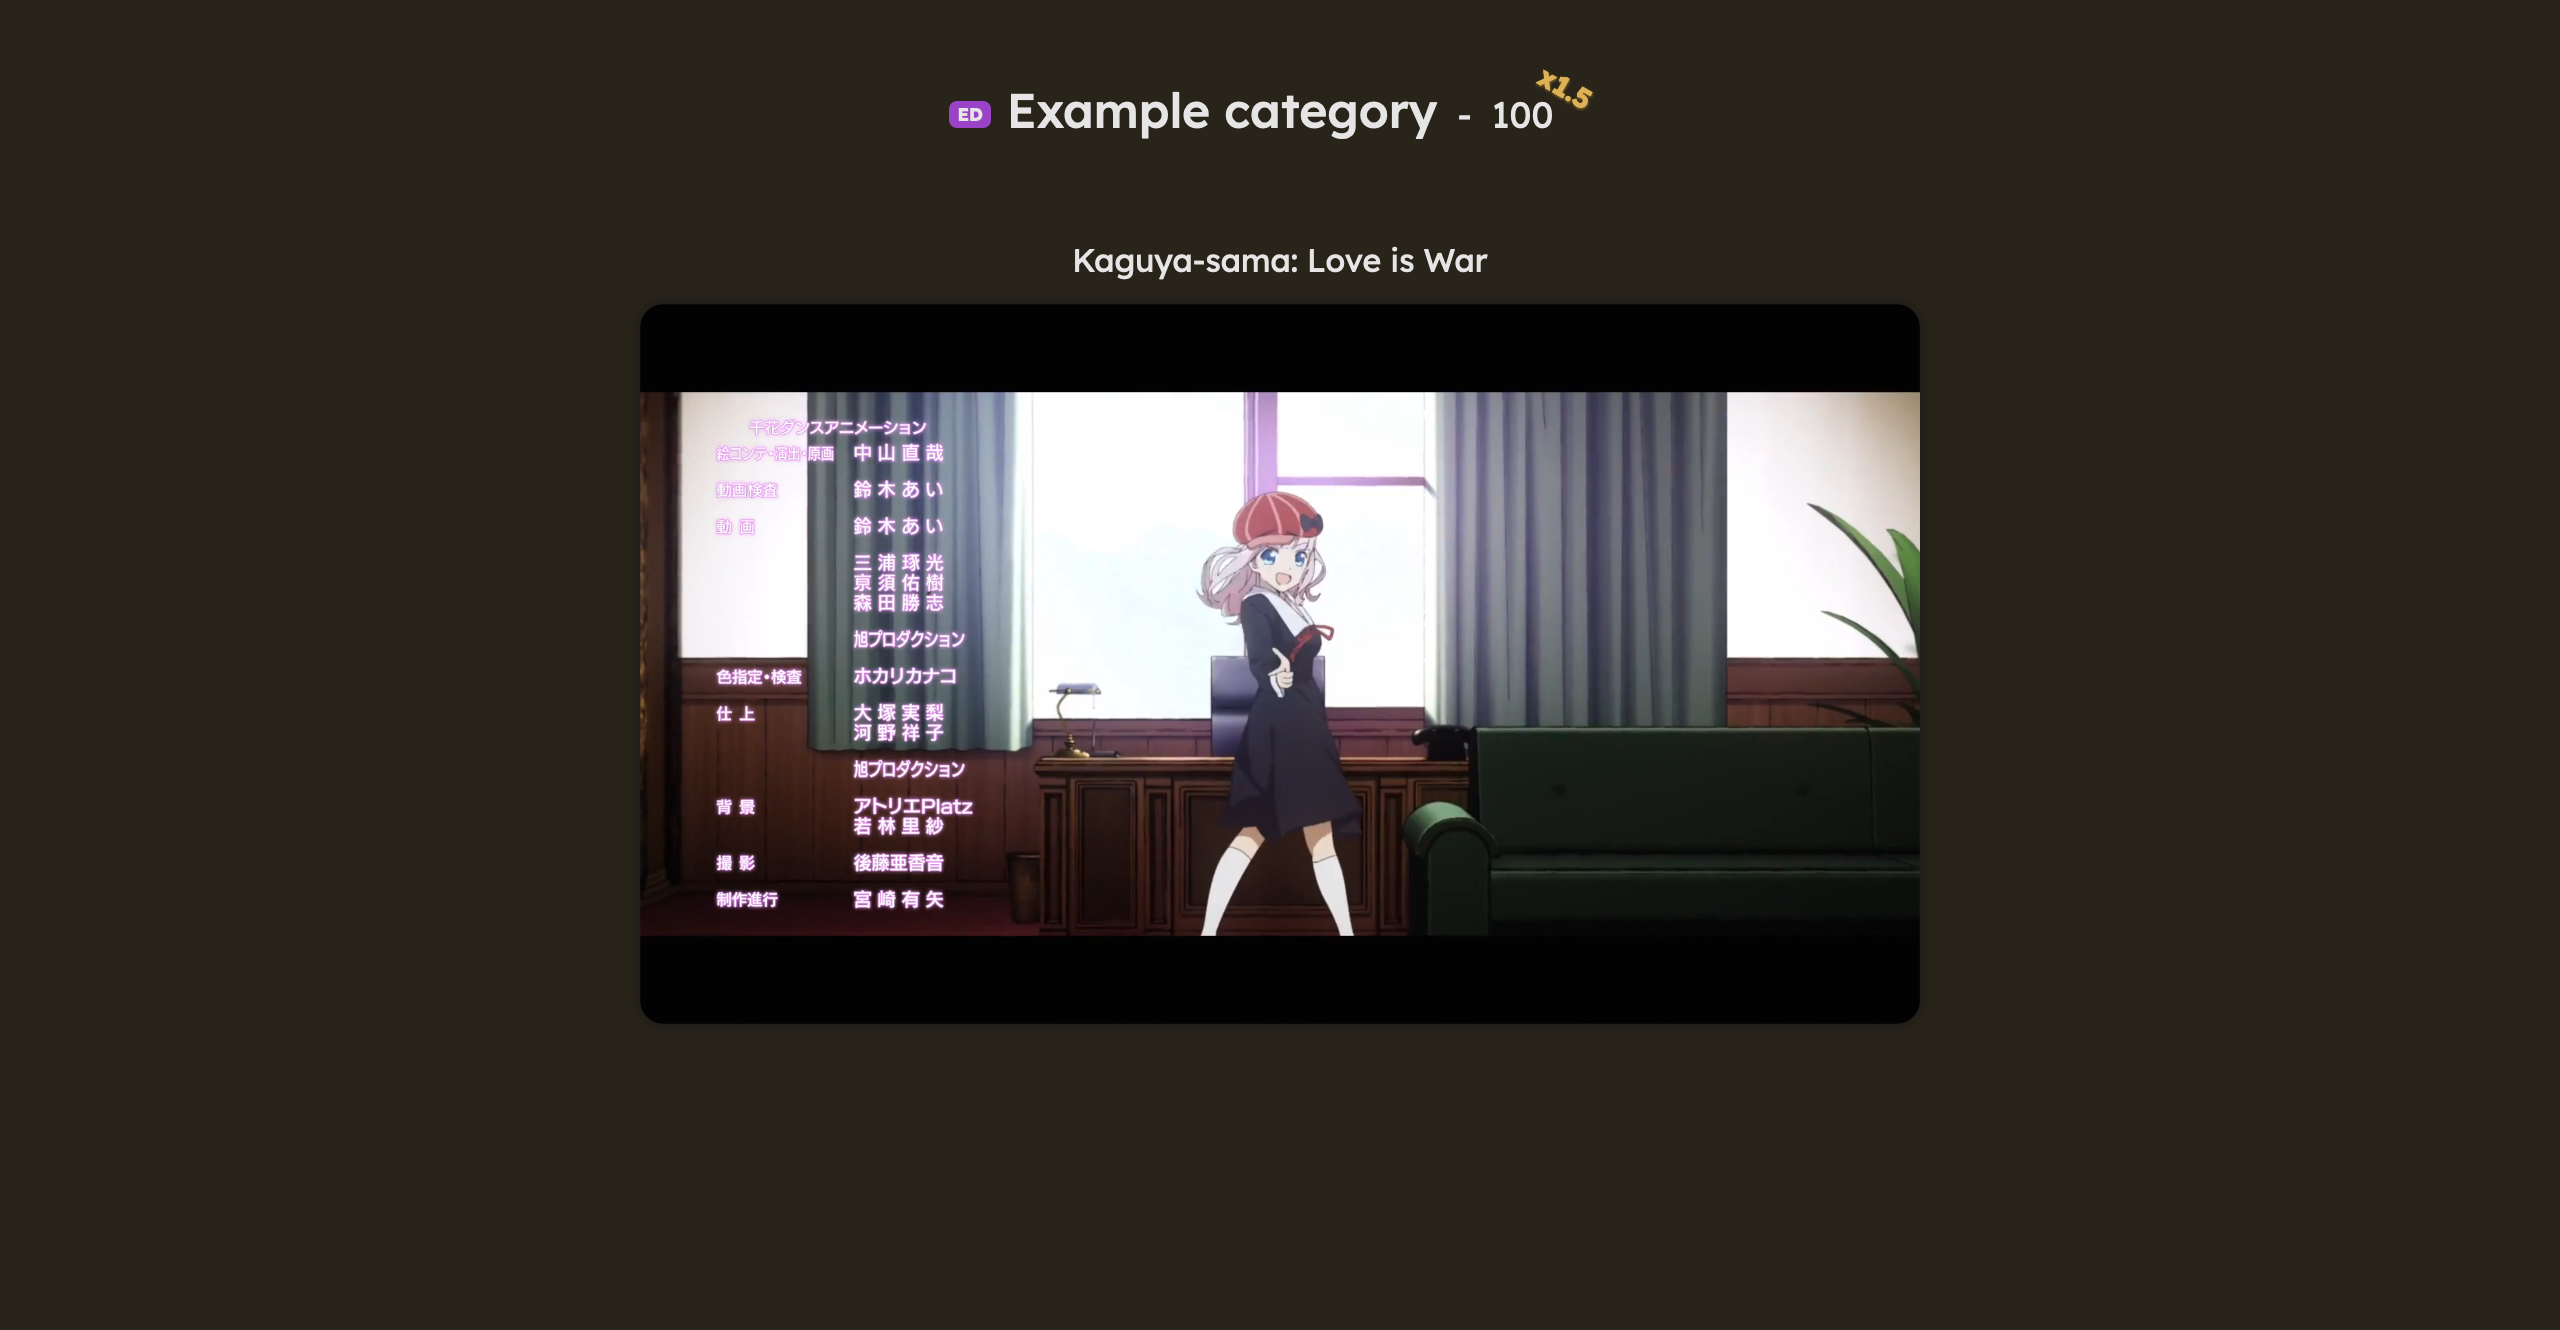 ED Example category - 100 x1.5
Kaguya-sama: Love is War
千花ダンスアニメーション
絵コンテ・演出・原画 中山直哉
動画検査 鈴木あい
動画 鈴木あい
三浦琢光
亰須佑樹
森田勝志
旭プロダクション
色指定・検査 ホカリカナコ
仕上 大塚実梨
河野祥子
旭プロダクション
背景 アトリエPlatz
若林里紗
撮影 後藤亜香音
制作進行 宮崎有矢